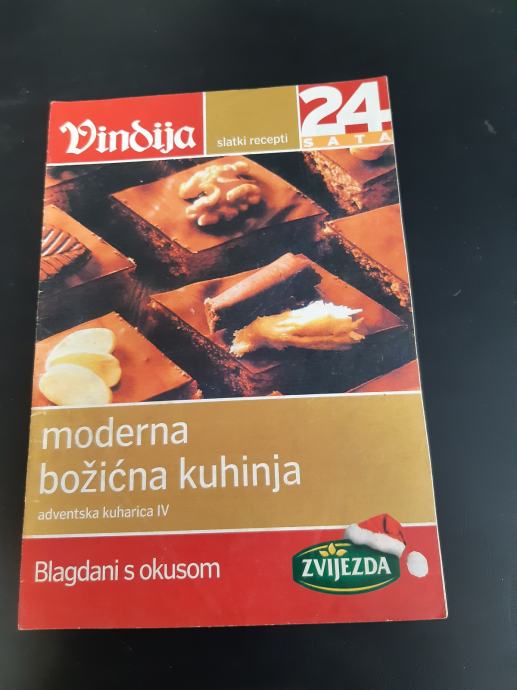 Vindija
slatki recepti
24
SATA
moderna
božićna kuhinja
adventska kuharica IV
Blagdani s okusom
ZVIJEZDA